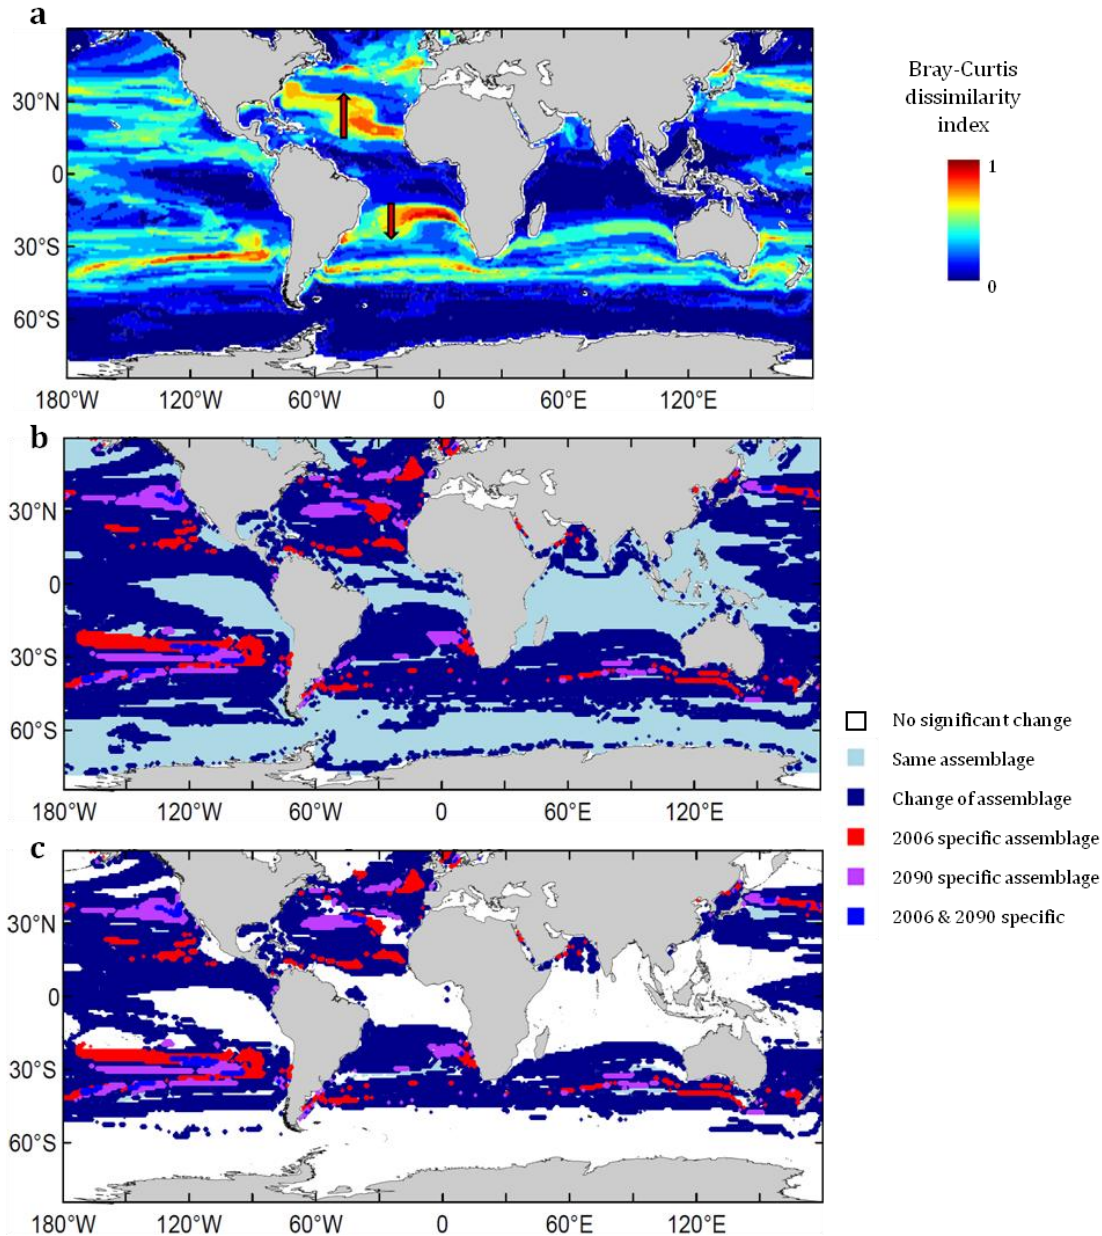 a
30°N
0
30°S
60°S
180°W 120°W 60°W 0 60°E 120°E
Bray-Curtis
dissimilarity
index
1
0
b
30°N
0
30°S
60°S
180°W 120°W 60°W 0 60°E 120°E
No significant change
Same assemblage
Change of assemblage
2006 specific assemblage
2090 specific assemblage
2006 & 2090 specific
c
30°N
0
30°S
60°S
180°W 120°W 60°W 0 60°E 120°E